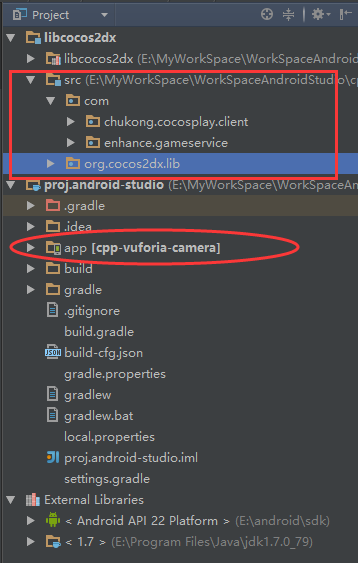 Project
libcocos2dx
libcocos2dx (E:\MyWorkSpace\WorkSpaceAndroid
src (E:\MyWorkSpace\WorkSpaceAndroidStudio\cp
com
chukong.cocosplay.client
enhance.gameservice
org.cocos2dx.lib
proj.android-studio (E:\MyWorkSpace\WorkSpaceAn
.gradle
.idea
app [cpp-vuforia-camera]
build
gradle
.gitignore
build.gradle
build-cfg.json
gradle.properties
gradlew
gradlew.bat
local.properties
proj.android-studio.iml
settings.gradle
External Libraries
< Android API 22 Platform > (E:\android\sdk)
< 1.7 > (E:\Program Files\Java\jdk1.7.0_79)